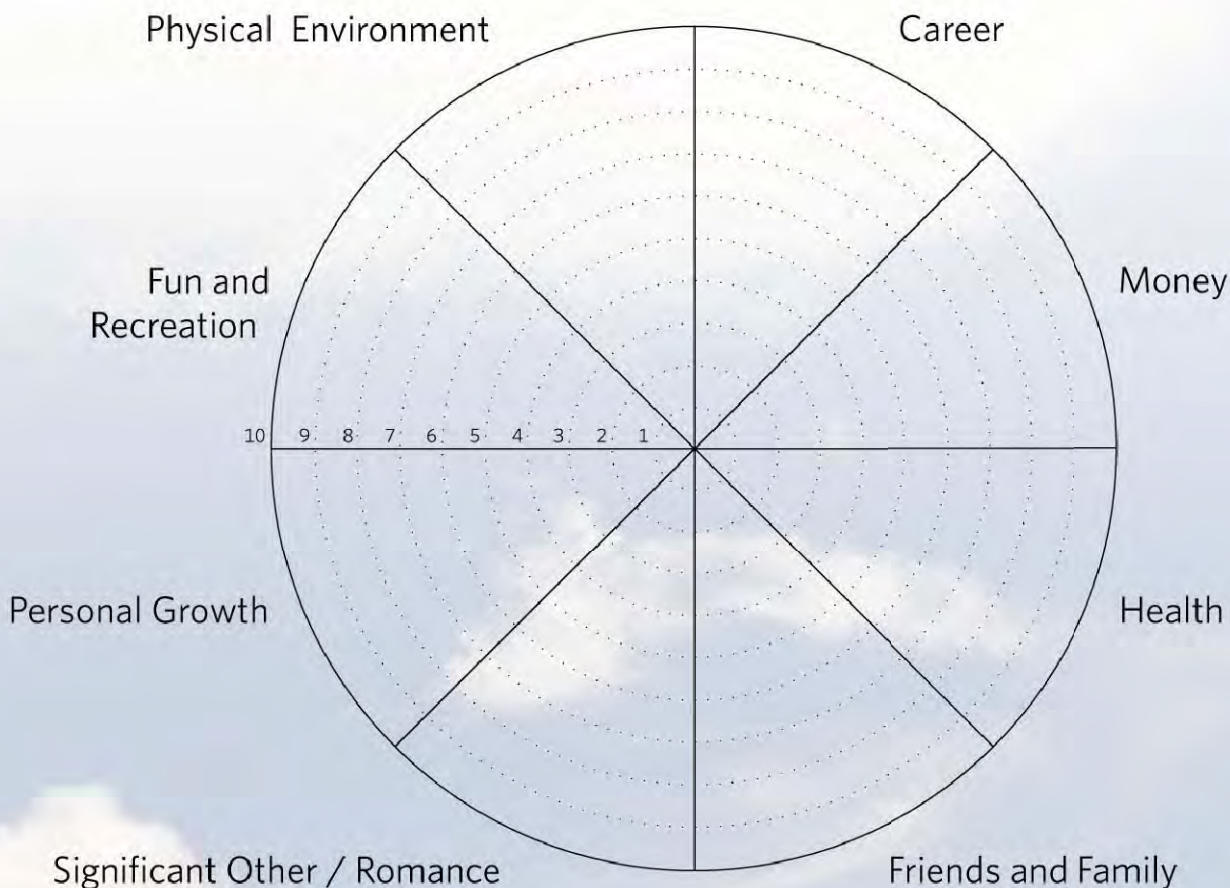 Physical Environment
Career
Fun and
Recreation
Money
10 9 8 7 6 5 4 3 2 1
Personal Growth
Health
Significant Other / Romance
Friends and Family